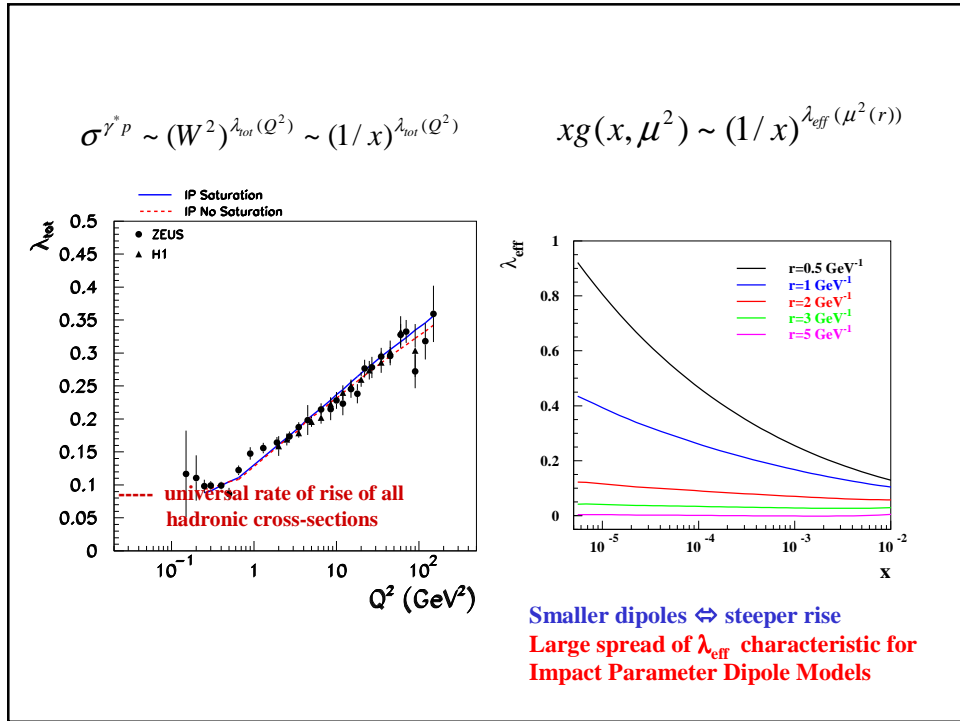 σ^{γ*p} ~ (W²)^{λ_tot(Q²)} ~ (1/x)^{λ_tot(Q²)}
xg(x,μ²) ~ (1/x)^{λ_eff(μ²(r))}
IP Saturation
IP No Saturation
λ_tot
0.5
0.45
0.4
0.35
0.3
0.25
0.2
0.15
0.1
0.05
0
ZEUS
H1
universal rate of rise of all
hadronic cross-sections
10⁻¹ 1 10 10²
Q² (GeV²)
λ_eff
1
0.8
0.6
0.4
0.2
0
r=0.5 GeV⁻¹
r=1 GeV⁻¹
r=2 GeV⁻¹
r=3 GeV⁻¹
r=5 GeV⁻¹
10⁻⁵ 10⁻⁴ 10⁻³ 10⁻²
x
Smaller dipoles ⇔ steeper rise
Large spread of λ_eff characteristic for
Impact Parameter Dipole Models